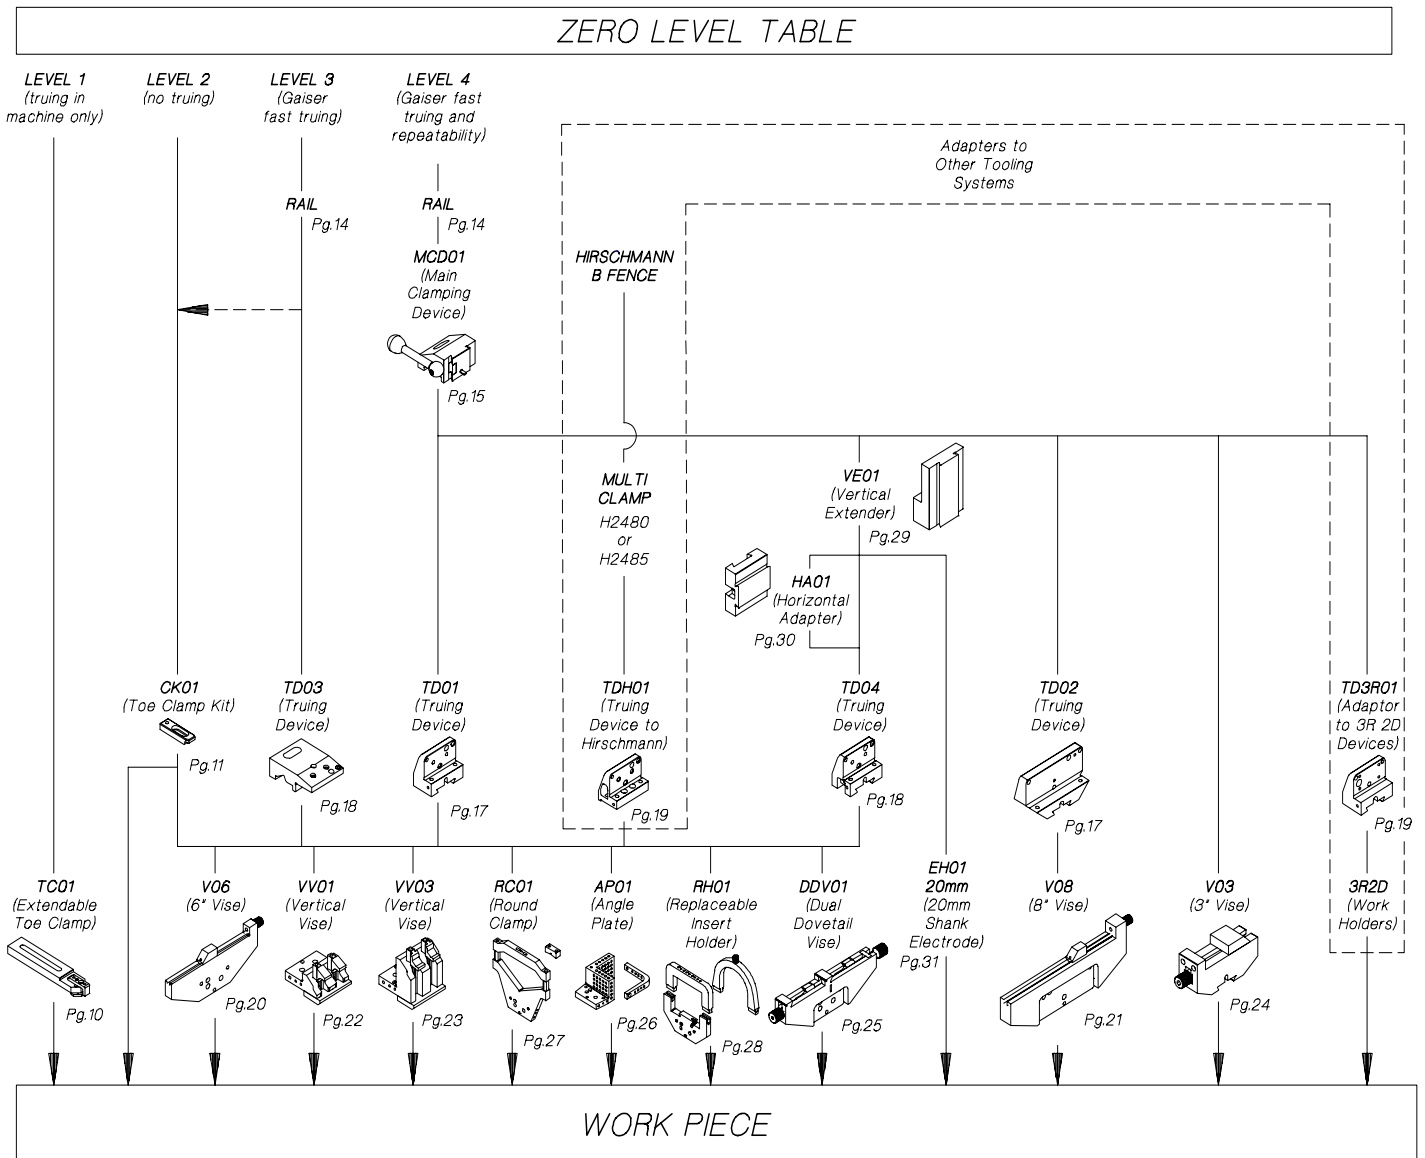 ZERO LEVEL TABLE
LEVEL 1
(truing in
machine only)
LEVEL 2
(no truing)
LEVEL 3
(Gaiser
fast truing)
LEVEL 4
(Gaiser fast
truing and
repeatability)
Adapters to
Other Tooling
Systems
RAIL
Pg.14
RAIL
Pg.14
MCD01
(Main
Clamping
Device)
Pg.15
HIRSCHMANN
B FENCE
MULTI
CLAMP
H2480
or
H2485
VE01
(Vertical
Extender)
Pg.29
HA01
(Horizontal
Adapter)
Pg.30
CK01
(Toe Clamp Kit)
Pg.11
TD03
(Truing
Device)
Pg.18
TD01
(Truing
Device)
Pg.17
TDH01
(Truing
Device to
Hirschmann)
Pg.19
TD04
(Truing
Device)
Pg.18
TD02
(Truing
Device)
Pg.17
TD3R01
(Adaptor
to 3R 2D
Devices)
Pg.19
TC01
(Extendable
Toe Clamp)
Pg.10
V06
(6" Vise)
Pg.20
VV01
(Vertical
Vise)
Pg.22
VV03
(Vertical
Vise)
Pg.23
RC01
(Round
Clamp)
Pg.27
AP01
(Angle
Plate)
Pg.26
RH01
(Replaceable
Insert
Holder)
Pg.28
DDV01
(Dual
Dovetail
Vise)
Pg.25
EH01
20mm
(20mm
Shank
Electrode)
Pg.31
V08
(8" Vise)
Pg.21
V03
(3" Vise)
Pg.24
3R2D
(Work
Holders)
WORK PIECE